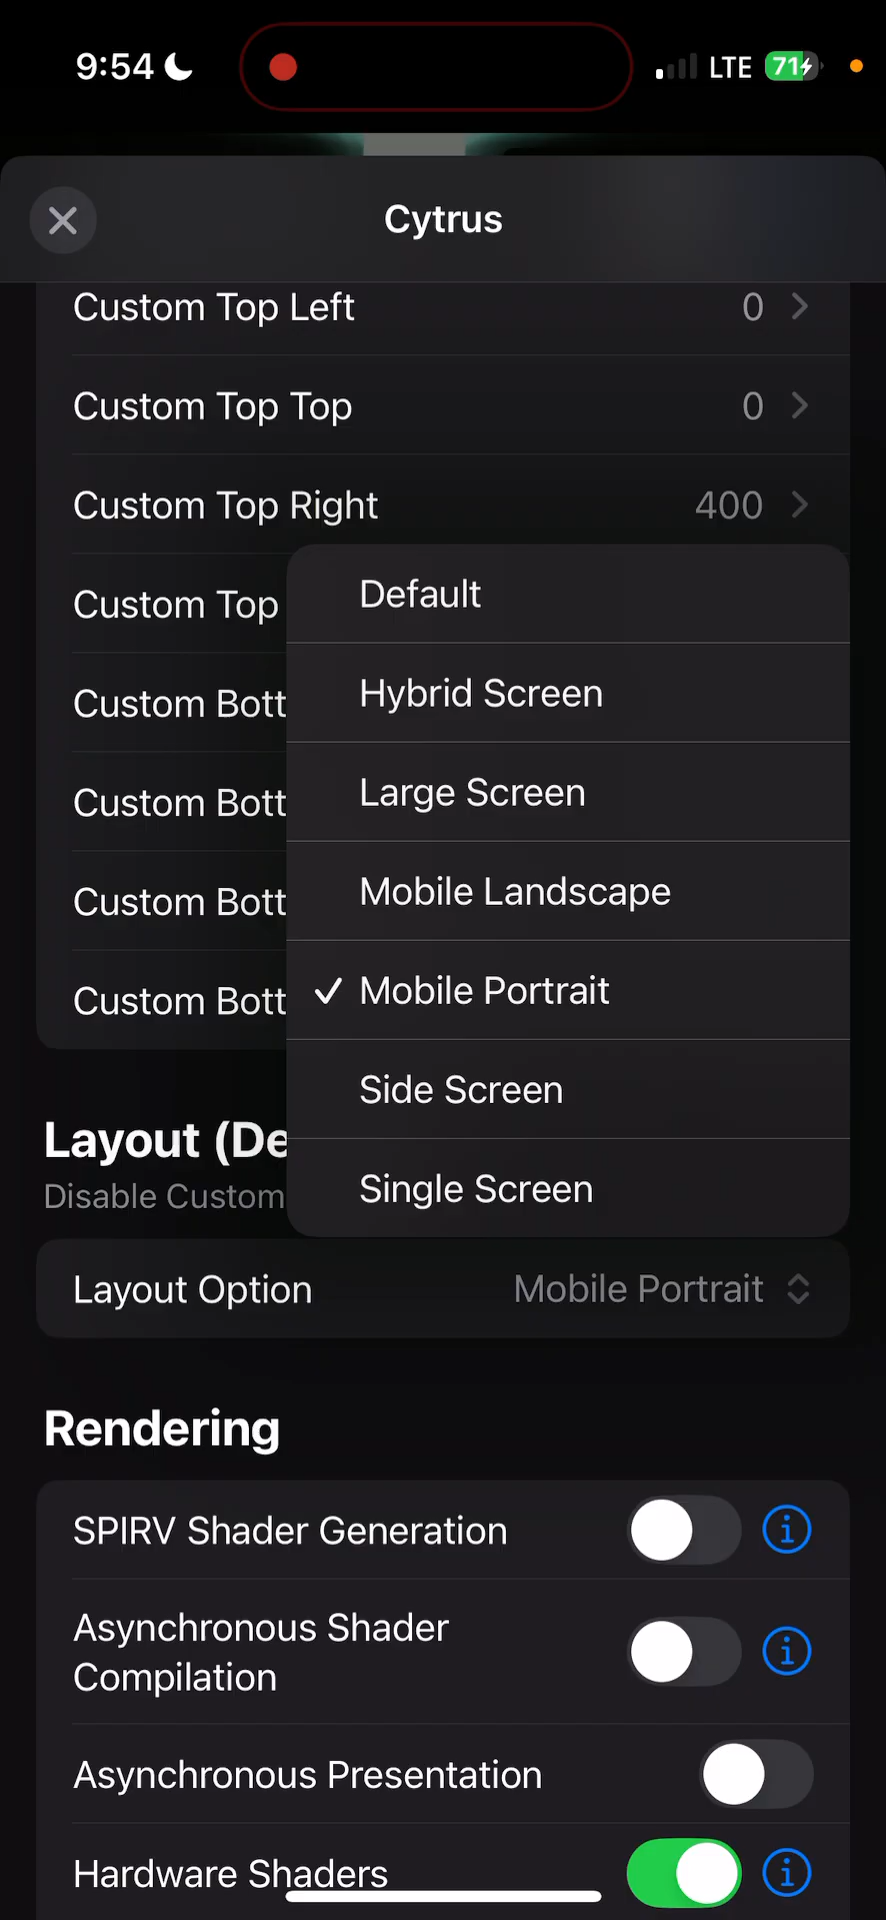 9:54
LTE
71
Cytrus
Custom Top Left
0
Custom Top Top
0
Custom Top Right
400
Custom Top
Default
Hybrid Screen
Custom Bott
Large Screen
Custom Bott
Mobile Landscape
Custom Bott
Mobile Portrait
Custom Bott
Side Screen
Layout (De
Disable Custom
Single Screen
Layout Option
Mobile Portrait
Rendering
SPIRV Shader Generation
Asynchronous Shader
Compilation
Asynchronous Presentation
Hardware Shaders